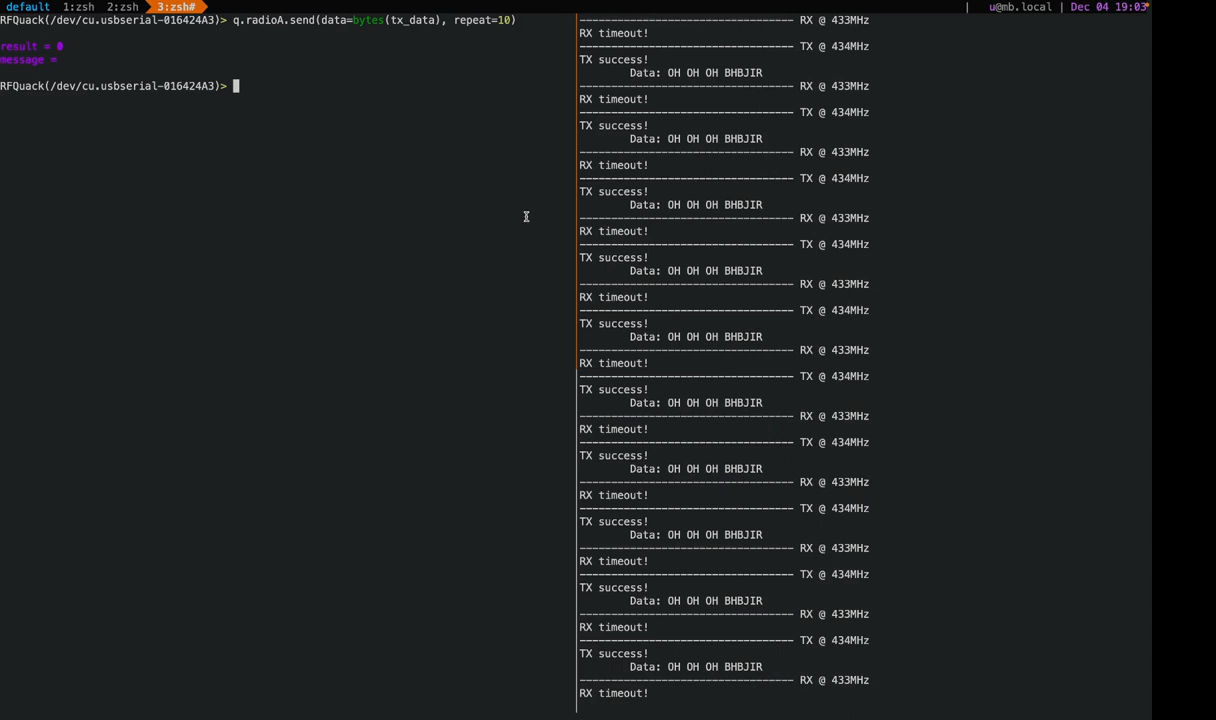 default 1:zsh 2:zsh 3:zsh# | u@mb.local | Dec 04 19:03
RFQuack(/dev/cu.usbserial-016424A3)> q.radioA.send(data=bytes(tx_data), repeat=10)
result = 0
message =
RFQuack(/dev/cu.usbserial-016424A3)>
---------------------------------- RX @ 433MHz
RX timeout!
---------------------------------- TX @ 434MHz
TX success!
Data: OH OH OH BHBJIR
---------------------------------- RX @ 433MHz
RX timeout!
---------------------------------- TX @ 434MHz
TX success!
Data: OH OH OH BHBJIR
---------------------------------- RX @ 433MHz
RX timeout!
---------------------------------- TX @ 434MHz
TX success!
Data: OH OH OH BHBJIR
---------------------------------- RX @ 433MHz
RX timeout!
---------------------------------- TX @ 434MHz
TX success!
Data: OH OH OH BHBJIR
---------------------------------- RX @ 433MHz
RX timeout!
---------------------------------- TX @ 434MHz
TX success!
Data: OH OH OH BHBJIR
---------------------------------- RX @ 433MHz
RX timeout!
---------------------------------- TX @ 434MHz
TX success!
Data: OH OH OH BHBJIR
---------------------------------- RX @ 433MHz
RX timeout!
---------------------------------- TX @ 434MHz
TX success!
Data: OH OH OH BHBJIR
---------------------------------- RX @ 433MHz
RX timeout!
---------------------------------- TX @ 434MHz
TX success!
Data: OH OH OH BHBJIR
---------------------------------- RX @ 433MHz
RX timeout!
---------------------------------- TX @ 434MHz
TX success!
Data: OH OH OH BHBJIR
---------------------------------- RX @ 433MHz
RX timeout!
---------------------------------- TX @ 434MHz
TX success!
Data: OH OH OH BHBJIR
---------------------------------- RX @ 433MHz
RX timeout!